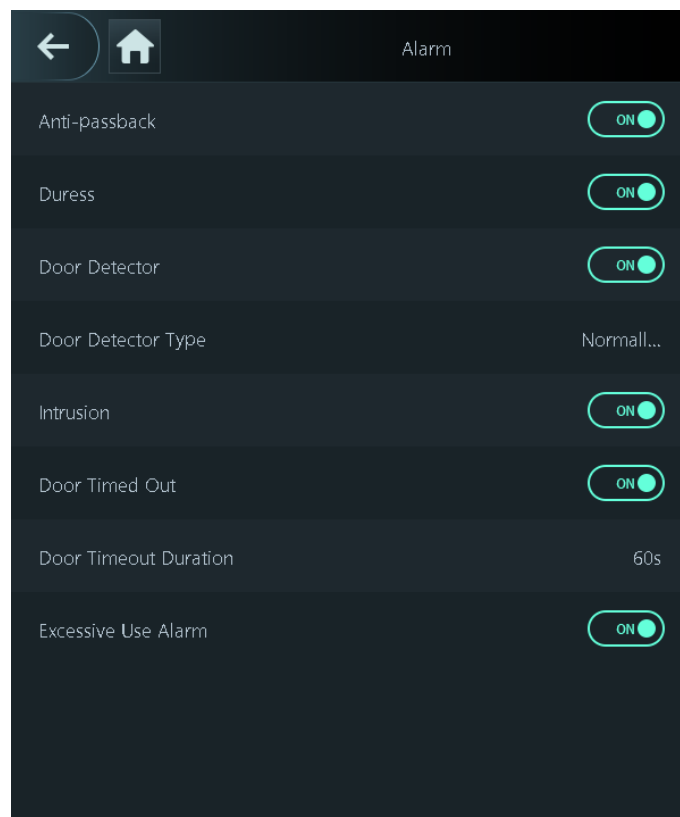 Alarm
Anti-passback ON
Duress ON
Door Detector ON
Door Detector Type Normall...
Intrusion ON
Door Timed Out ON
Door Timeout Duration 60s
Excessive Use Alarm ON